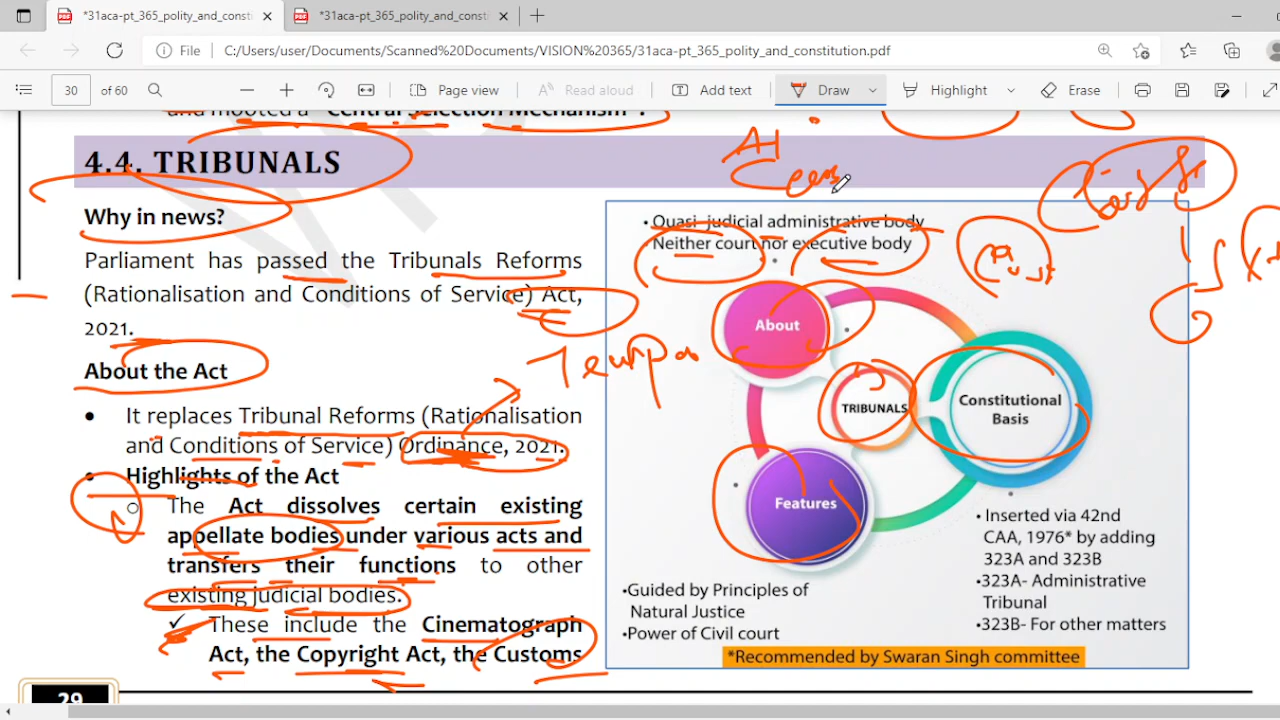 *31aca-pt_365_polity_and_consti
*31aca-pt_365_polity_and_const
File
C:/Users/user/Documents/Scanned%20Documents/VISION%20365/31aca-pt_365_polity_and_constitution.pdf
30 of 60
Page view
Read aloud
Add text
Draw
Highlight
Erase
and mooted a "Central Selection Mechanism".
4.4. TRIBUNALS
Why in news?
Parliament has passed the Tribunals Reforms
(Rationalisation and Conditions of Service) Act,
2021.
About the Act
• It replaces Tribunal Reforms (Rationalisation
and Conditions of Service) Ordinance, 2021.
• Highlights of the Act
o The Act dissolves certain existing
appellate bodies under various acts and
transfers their functions to other
existing judicial bodies.
✓ These include the Cinematograph
Act, the Copyright Act, the Customs
• Quasi-judicial administrative body
• Neither court nor executive body
About
TRIBUNALS
Constitutional
Basis
Features
• Inserted via 42nd
CAA, 1976* by adding
323A and 323B
•323A- Administrative
Tribunal
•323B- For other matters
•Guided by Principles of
Natural Justice
•Power of Civil court
*Recommended by Swaran Singh committee
29